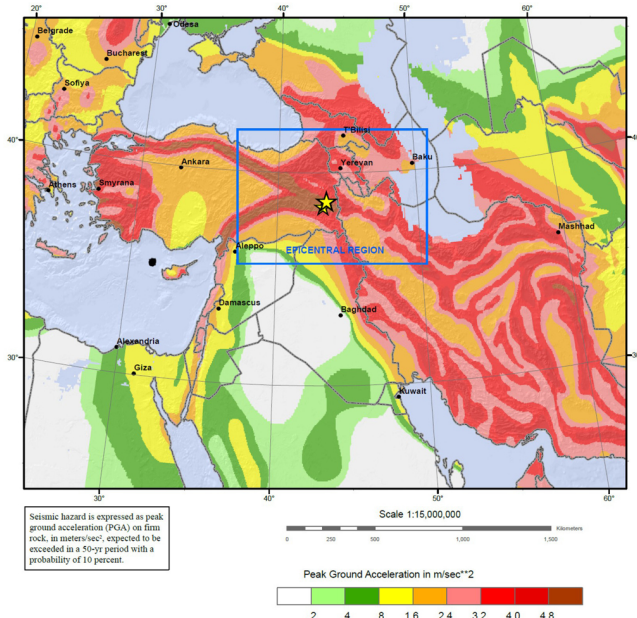 20° 30° 40° 50° 60°
Belgrade
Odesa
Bucharest
Sofiya
40°
T'Bilisi
Ankara
Yerevan
Baku
Athens
Smyrana
Mashhad
Aleppo
EPICENTRAL REGION
Damascus
Baghdad
Alexandria
30°
Giza
Kuwait
30° 40° 50° 60°
Seismic hazard is expressed as peak
ground acceleration (PGA) on firm
rock, in meters/sec², expected to be
exceeded in a 50-yr period with a
probability of 10 percent.
Scale 1:15,000,000
Kilometers
0 250 500 1,000 1,500
Peak Ground Acceleration in m/sec**2
2 4 8 1.6 2.4 3.2 4.0 4.8